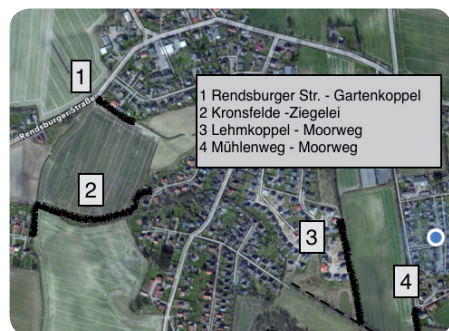 1
Rendsburger Straße
1 Rendsburger Str. - Gartenkoppel
2 Kronsfelde -Ziegelei
3 Lehmkoppel - Moorweg
4 Mühlenweg - Moorweg
2
3
4